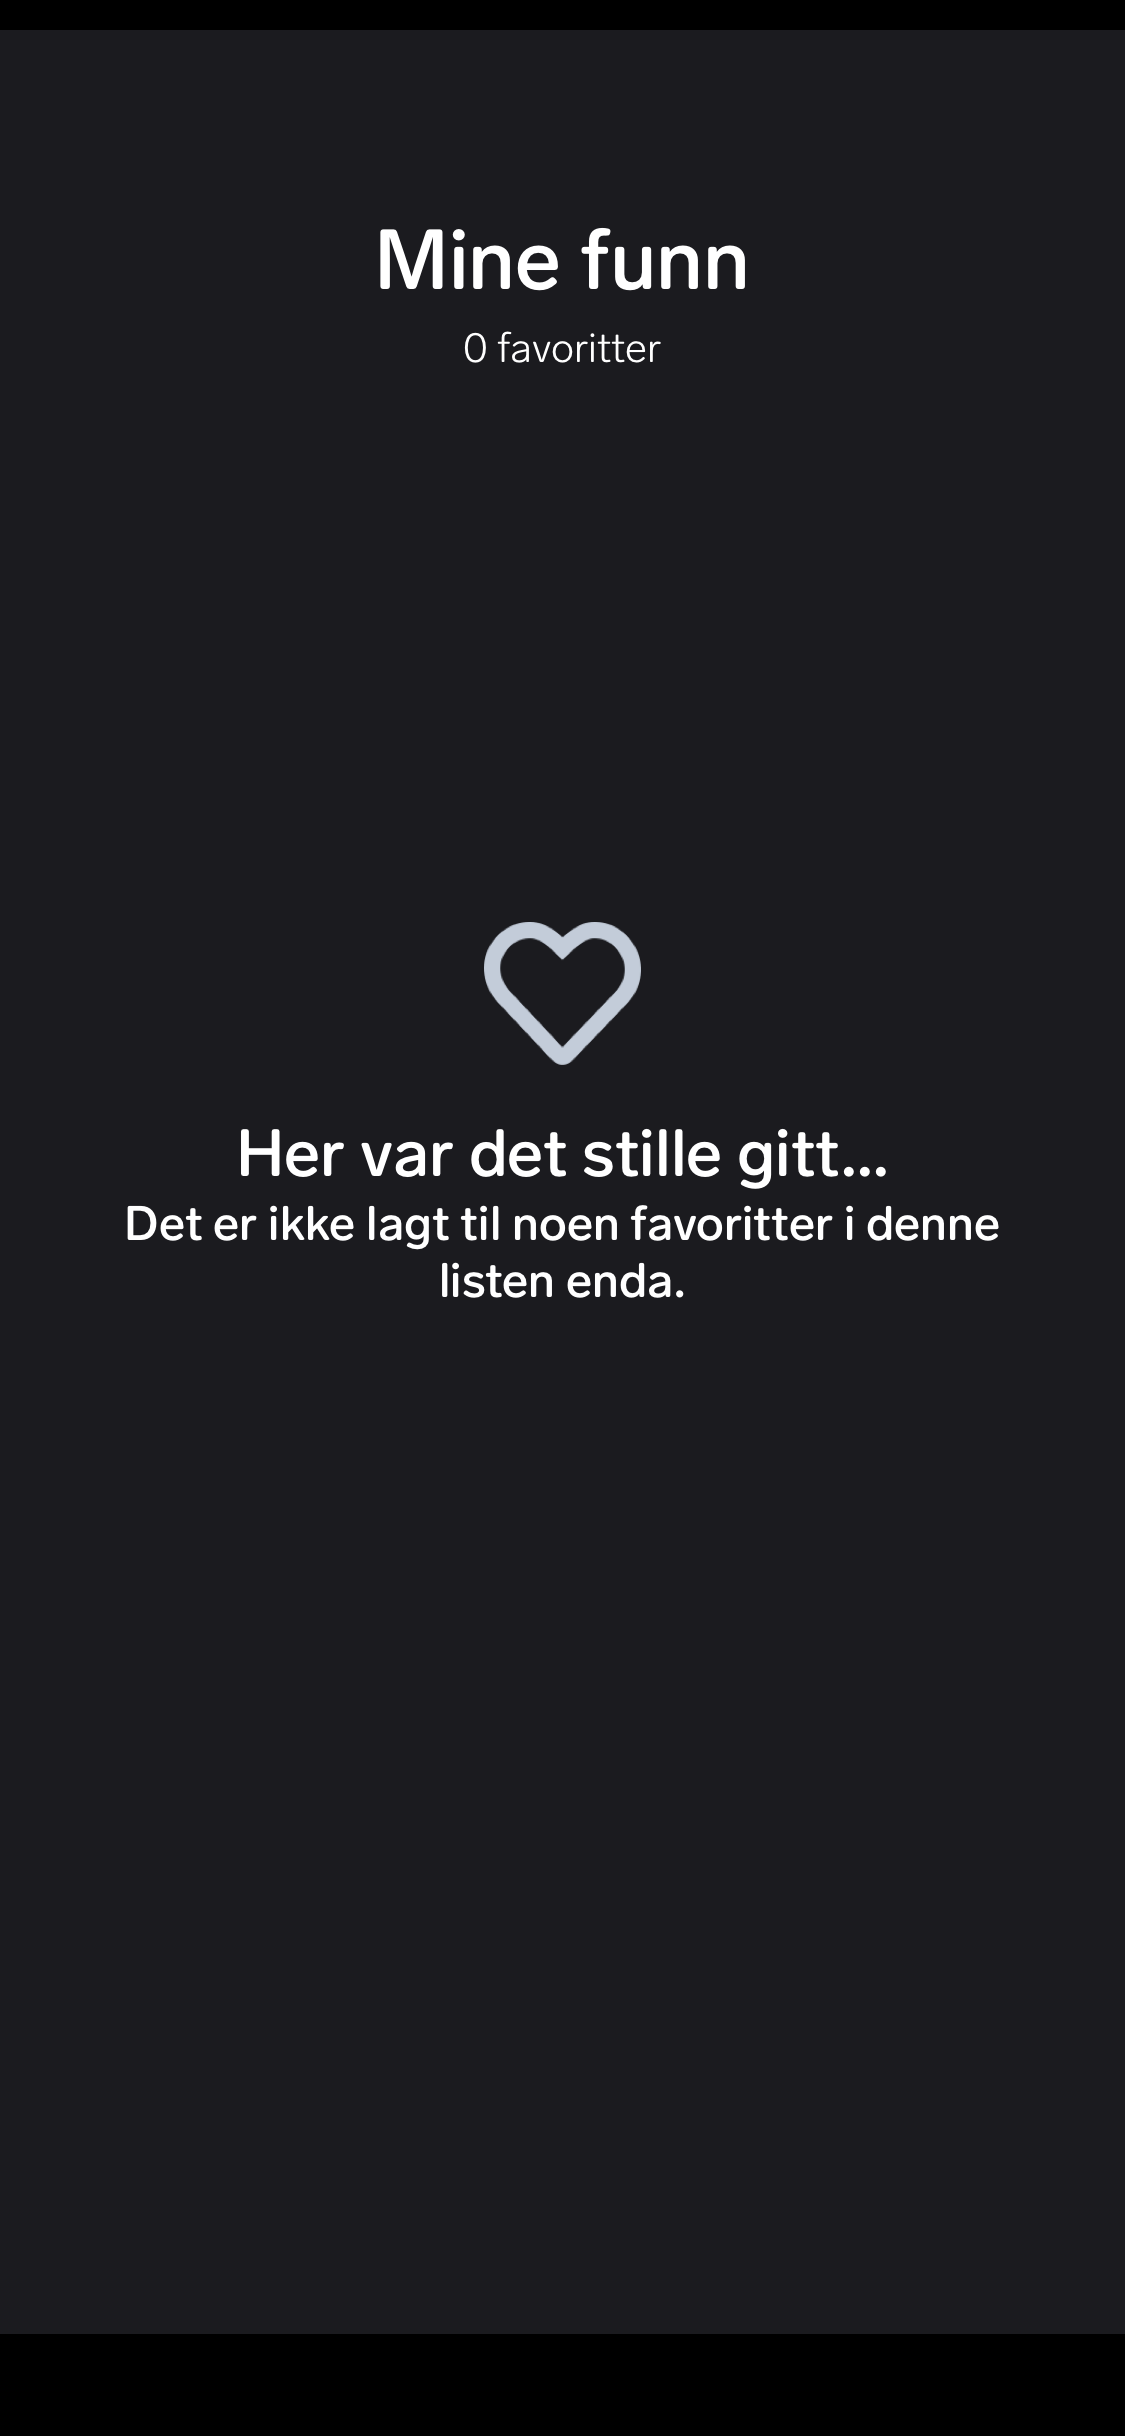 Mine funn
0 favoritter
Her var det stille gitt...
Det er ikke lagt til noen favoritter i denne
listen enda.